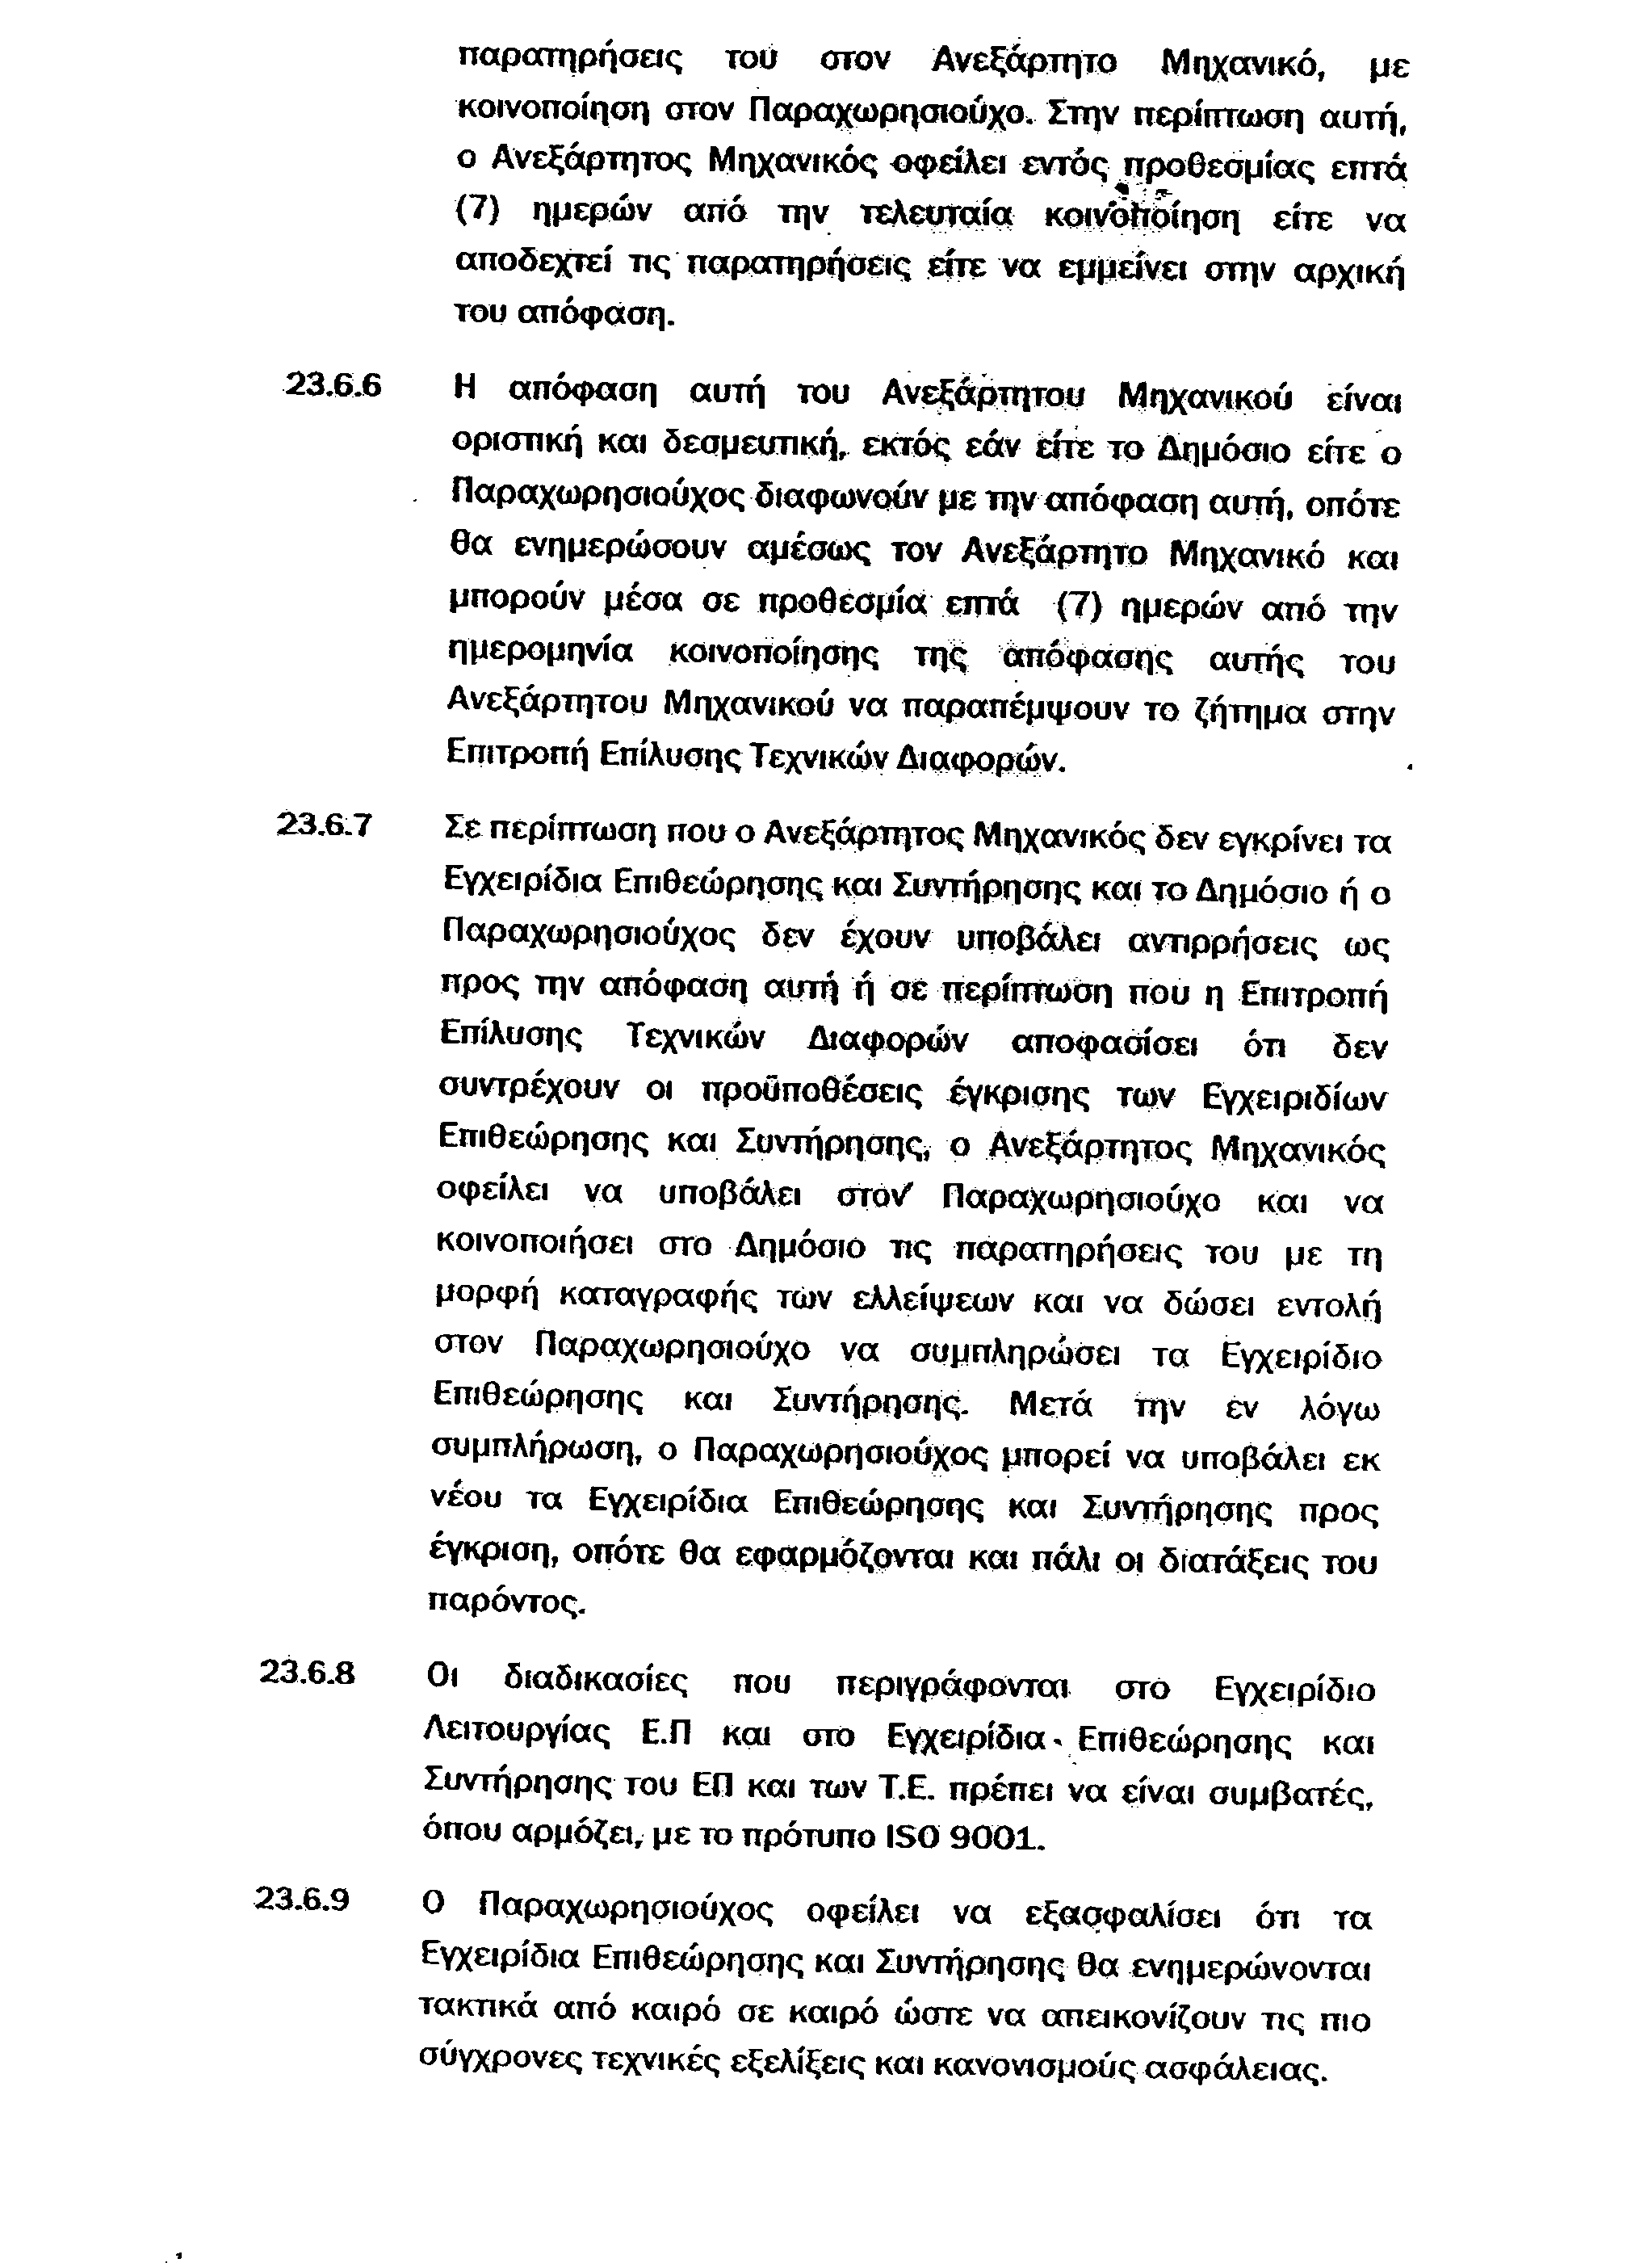 παρατηρήσεις του στον Ανεξάρτητο Μηχανικό, με
κοινοποίηση στον Παραχωρησιούχο. Στην περίπτωση αυτή,
ο Ανεξάρτητος Μηχανικός οφείλει εντός προθεσμίας επτά
(7) ημερών από την τελευταία κοινοποίηση είτε να
αποδεχτεί τις παρατηρήσεις είτε να εμμείνει στην αρχική
του απόφαση.
23.6.6 Η απόφαση αυτή του Ανεξάρτητου Μηχανικού είναι
οριστική και δεσμευτική, εκτός εάν είτε το Δημόσιο είτε ο
Παραχωρησιούχος διαφωνούν με την απόφαση αυτή, οπότε
θα ενημερώσουν αμέσως τον Ανεξάρτητο Μηχανικό και
μπορούν μέσα σε προθεσμία επτά (7) ημερών από την
ημερομηνία κοινοποίησης της απόφασης αυτής του
Ανεξάρτητου Μηχανικού να παραπέμψουν το ζήτημα στην
Επιτροπή Επίλυσης Τεχνικών Διαφορών.
23.6.7 Σε περίπτωση που ο Ανεξάρτητος Μηχανικός δεν εγκρίνει τα
Εγχειρίδια Επιθεώρησης και Συντήρησης και το Δημόσιο ή ο
Παραχωρησιούχος δεν έχουν υποβάλει αντιρρήσεις ως
προς την απόφαση αυτή ή σε περίπτωση που η Επιτροπή
Επίλυσης Τεχνικών Διαφορών αποφασίσει ότι δεν
συντρέχουν οι προϋποθέσεις έγκρισης των Εγχειριδίων
Επιθεώρησης και Συντήρησης, ο Ανεξάρτητος Μηχανικός
οφείλει να υποβάλει στον Παραχωρησιούχο και να
κοινοποιήσει στο Δημόσιο τις παρατηρήσεις του με τη
μορφή καταγραφής των ελλείψεων και να δώσει εντολή
στον Παραχωρησιούχο να συμπληρώσει τα Εγχειρίδιο
Επιθεώρησης και Συντήρησης. Μετά την εν λόγω
συμπλήρωση, ο Παραχωρησιούχος μπορεί να υποβάλει εκ
νέου τα Εγχειρίδια Επιθεώρησης και Συντήρησης προς
έγκριση, οπότε θα εφαρμόζονται και πάλι οι διατάξεις του
παρόντος.
23.6.8 Οι διαδικασίες που περιγράφονται στο Εγχειρίδιο
Λειτουργίας Ε.Π και στο Εγχειρίδια Επιθεώρησης και
Συντήρησης του ΕΠ και των Τ.Ε. πρέπει να είναι συμβατές,
όπου αρμόζει, με το πρότυπο ISO 9001.
23.6.9 Ο Παραχωρησιούχος οφείλει να εξασφαλίσει ότι τα
Εγχειρίδια Επιθεώρησης και Συντήρησης θα ενημερώνονται
τακτικά από καιρό σε καιρό ώστε να απεικονίζουν τις πιο
σύγχρονες τεχνικές εξελίξεις και κανονισμούς ασφάλειας.